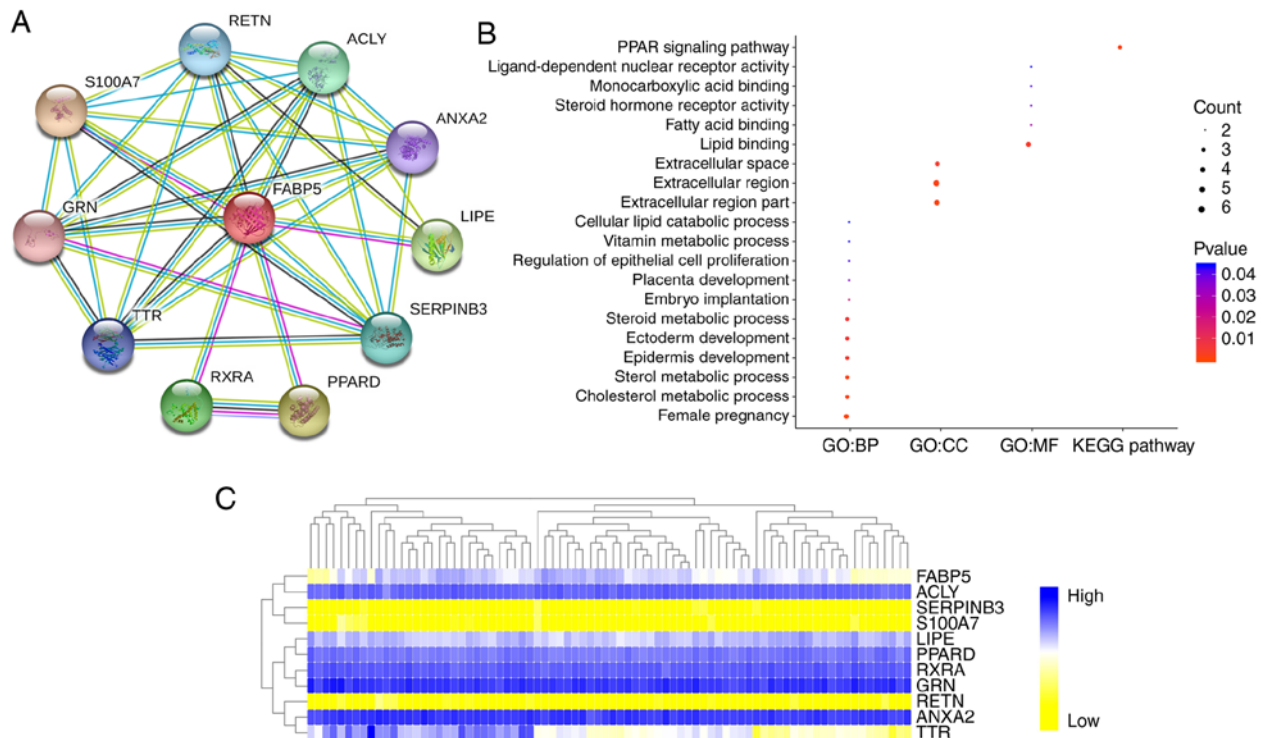 A
RETN
ACLY
S100A7
ANXA2
FABP5
GRN
LIPE
TTR
SERPINB3
RXRA
PPARD
B
PPAR signaling pathway
Ligand-dependent nuclear receptor activity
Monocarboxylic acid binding
Steroid hormone receptor activity
Fatty acid binding
Lipid binding
Extracellular space
Extracellular region
Extracellular region part
Cellular lipid catabolic process
Vitamin metabolic process
Regulation of epithelial cell proliferation
Placenta development
Embryo implantation
Steroid metabolic process
Ectoderm development
Epidermis development
Sterol metabolic process
Cholesterol metabolic process
Female pregnancy
GO:BP GO:CC GO:MF KEGG pathway
Count
2
3
4
5
6
Pvalue
0.04
0.03
0.02
0.01
C
FABP5
ACLY
SERPINB3
S100A7
LIPE
PPARD
RXRA
GRN
RETN
ANXA2
TTR
High
Low